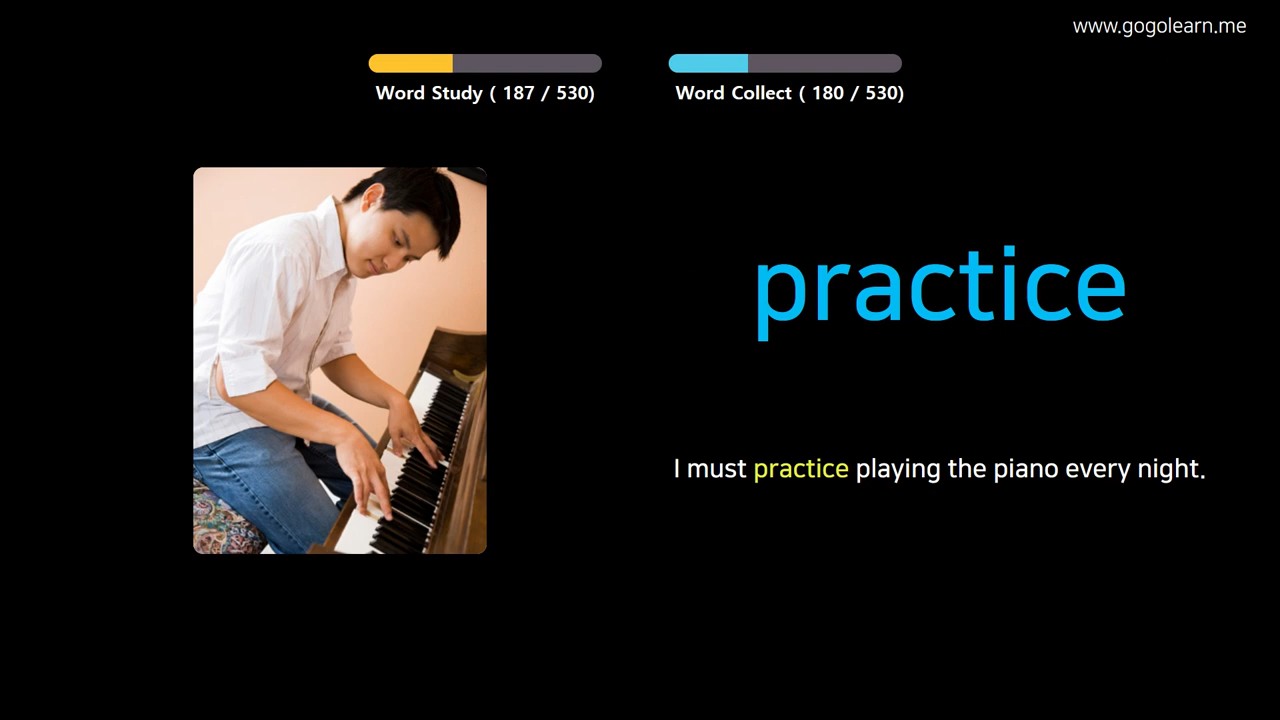 www.gogolearn.me
Word Study ( 187 / 530)
Word Collect ( 180 / 530)
practice
I must practice playing the piano every night.